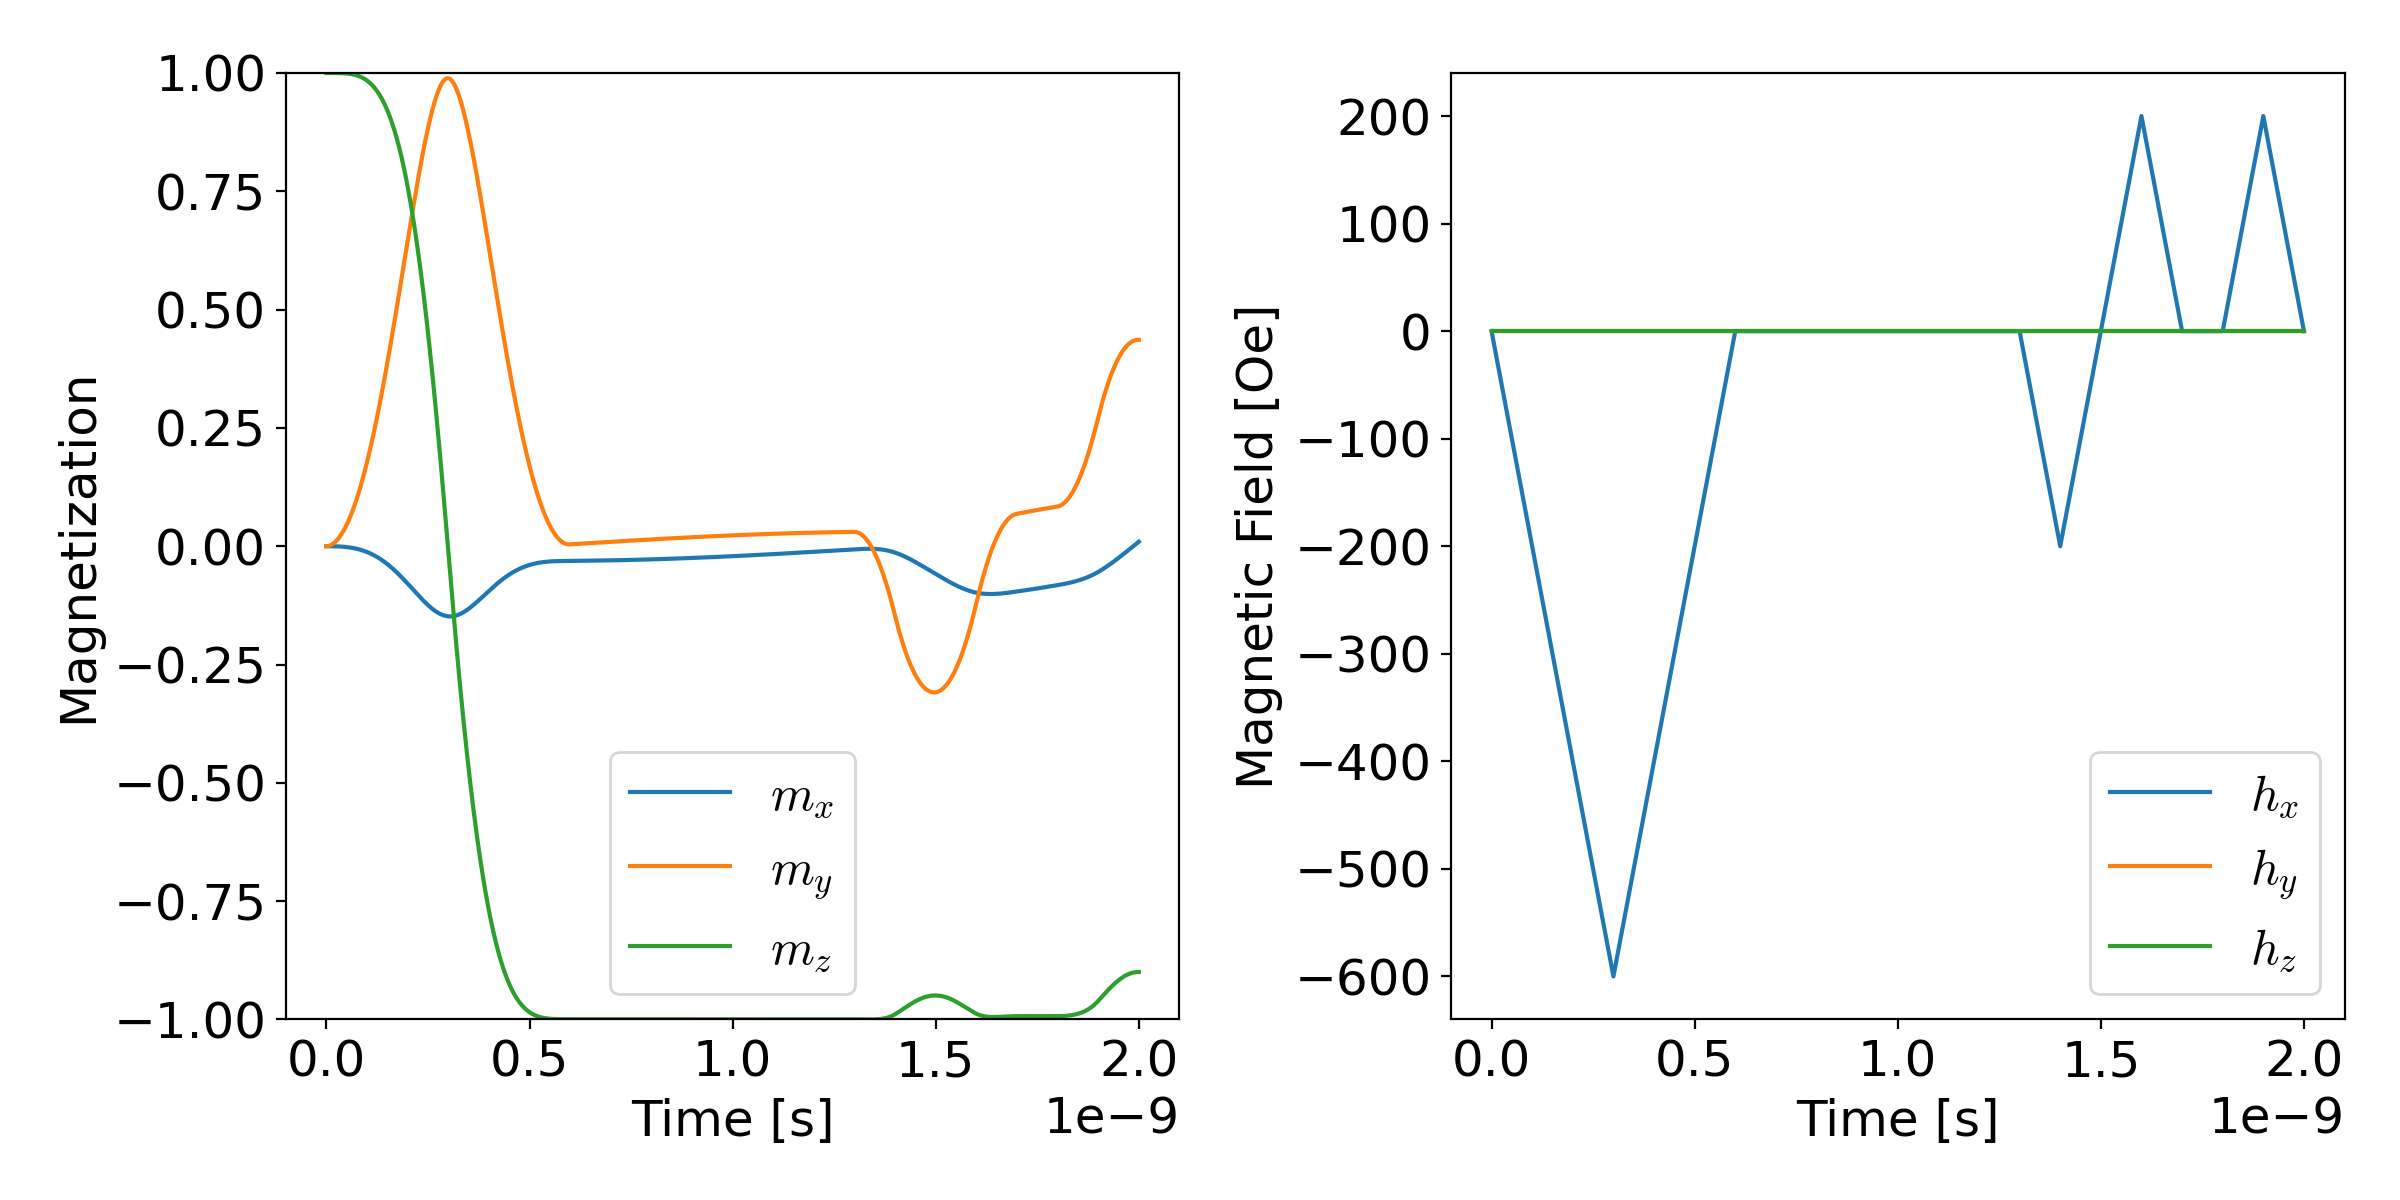 Magnetization
1.00
0.75
0.50
0.25
0.00
−0.25
−0.50
−0.75
−1.00
0.0 0.5 1.0 1.5 2.0
Time [s]
1e−9
m_x
m_y
m_z
Magnetic Field [Oe]
200
100
0
−100
−200
−300
−400
−500
−600
0.0 0.5 1.0 1.5 2.0
Time [s]
1e−9
h_x
h_y
h_z